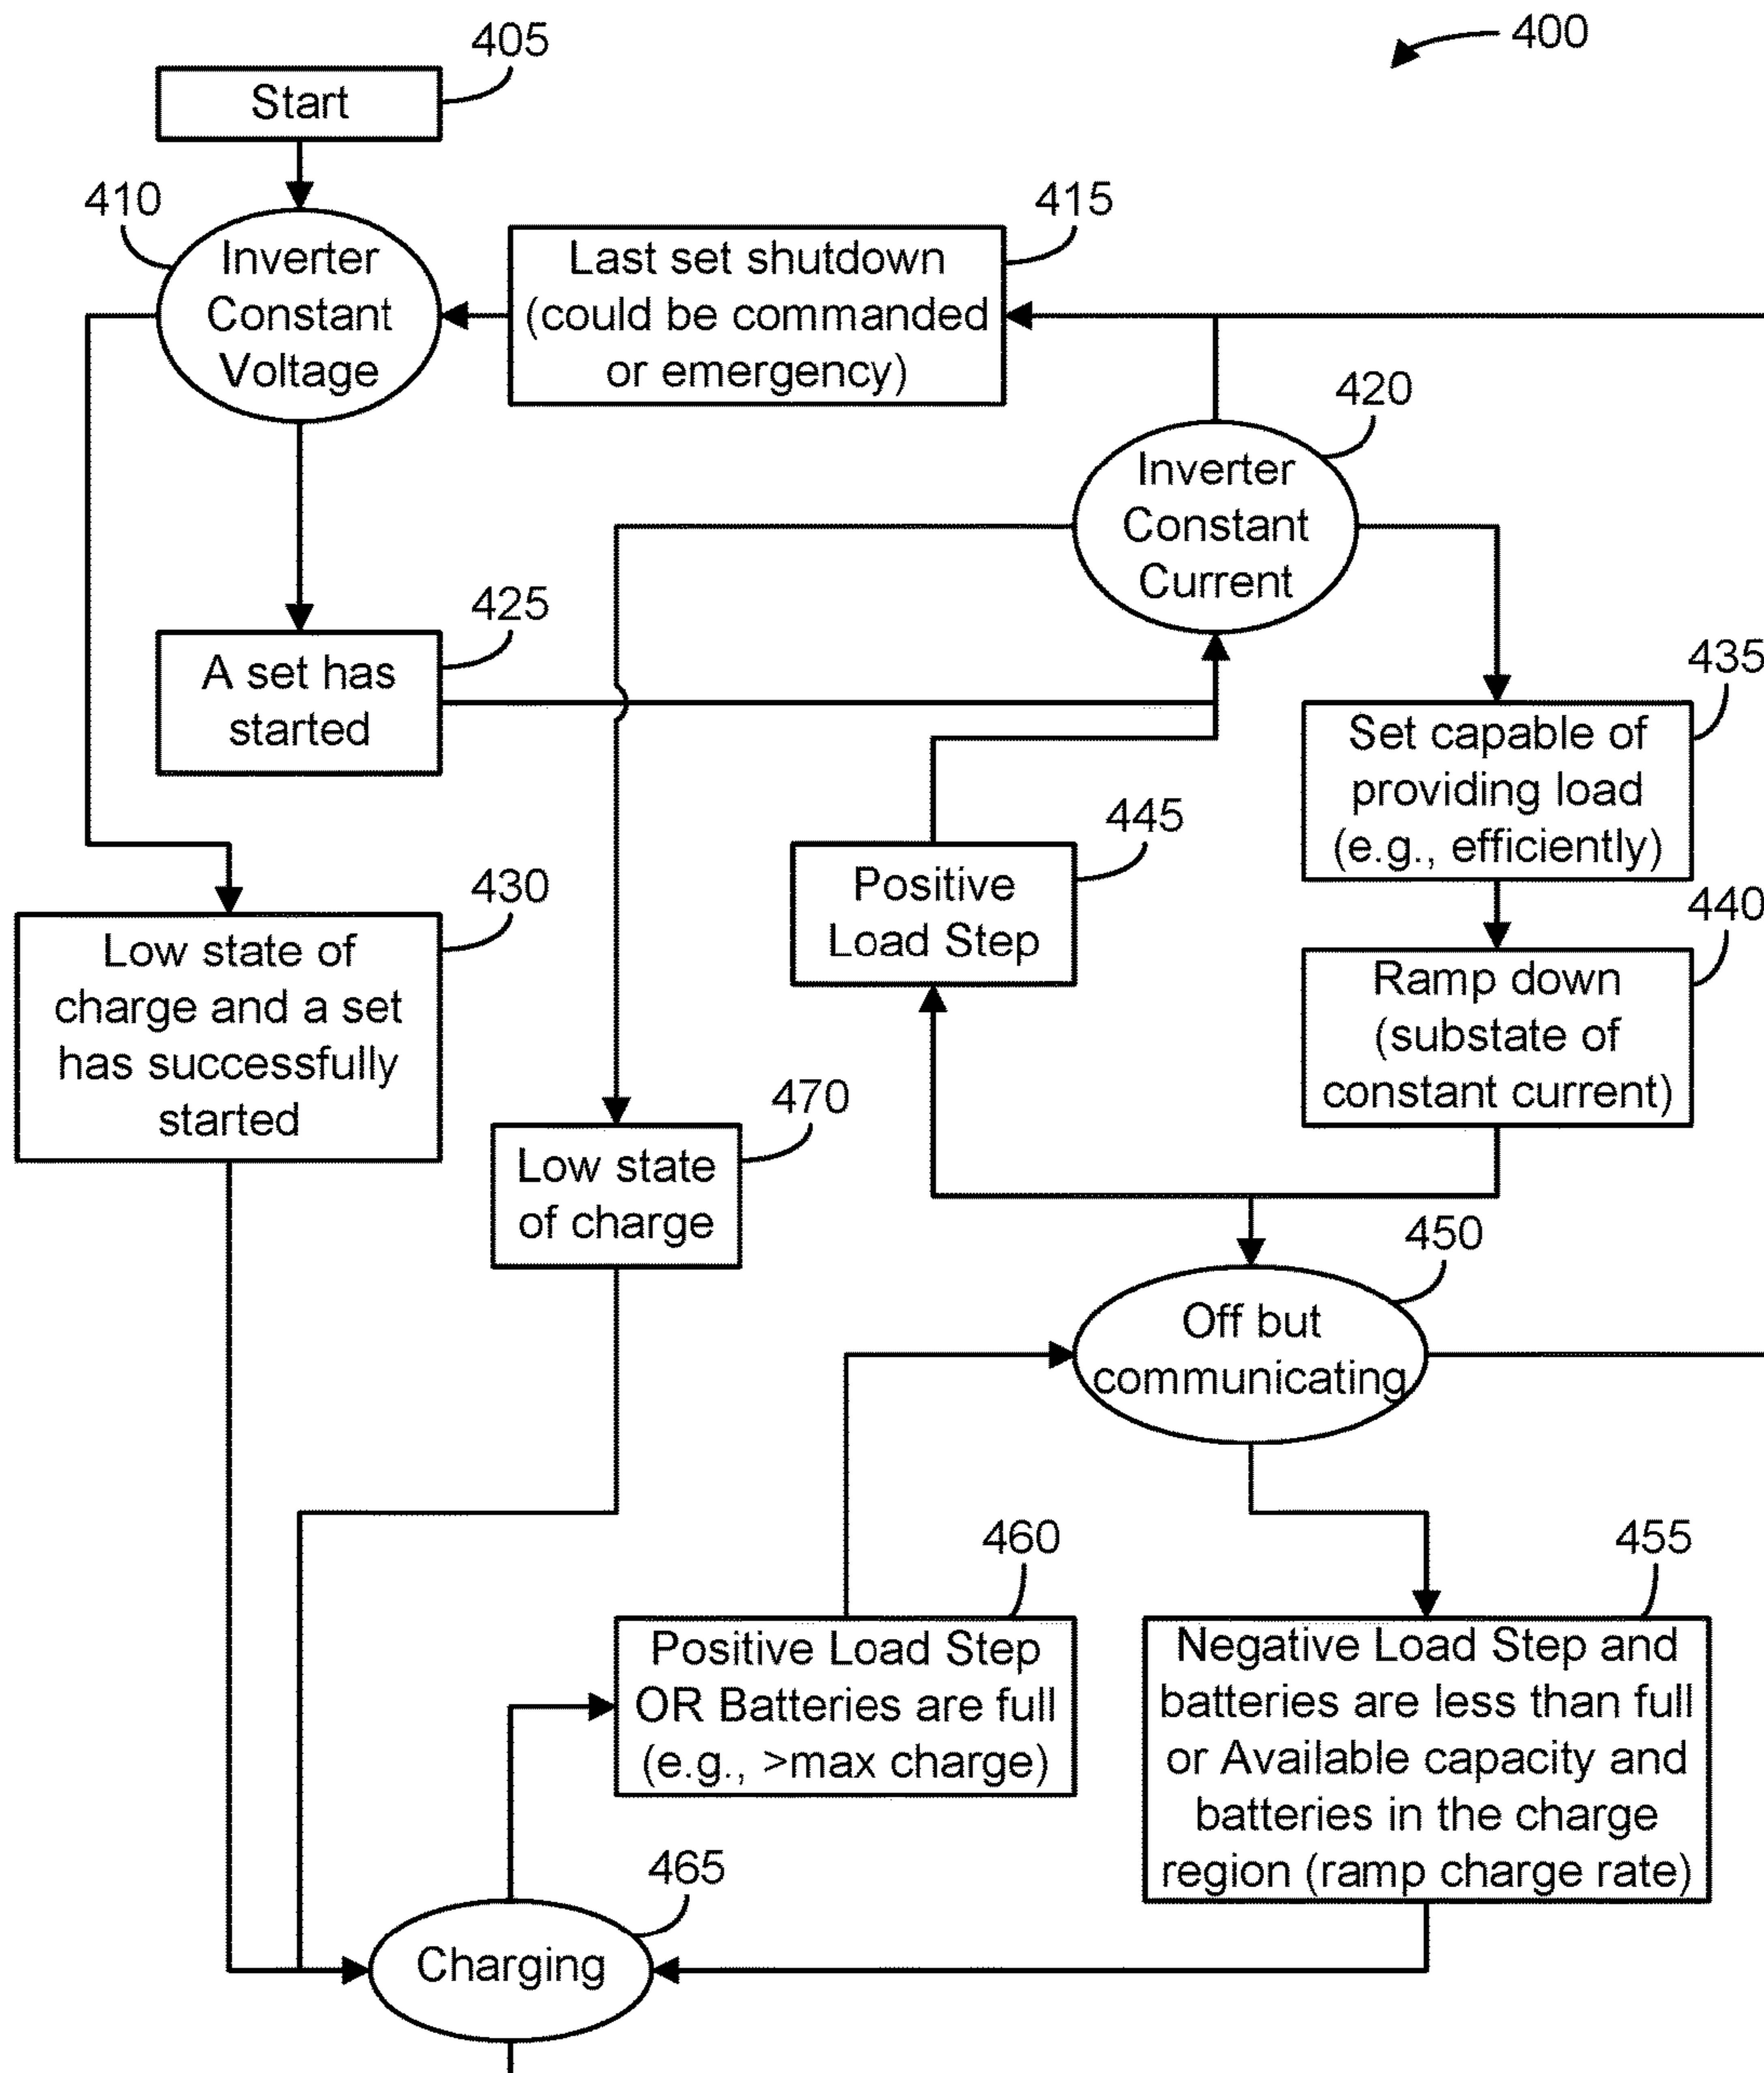 400
405
Start
410
Inverter
Constant
Voltage
415
Last set shutdown
(could be commanded
or emergency)
420
Inverter
Constant
Current
425
A set has
started
435
Set capable of
providing load
(e.g., efficiently)
430
Low state of
charge and a set
has successfully
started
445
Positive
Load Step
440
Ramp down
(substate of
constant current)
470
Low state
of charge
450
Off but
communicating
460
Positive Load Step
OR Batteries are full
(e.g., >max charge)
455
Negative Load Step and
batteries are less than full
or Available capacity and
batteries in the charge
region (ramp charge rate)
465
Charging